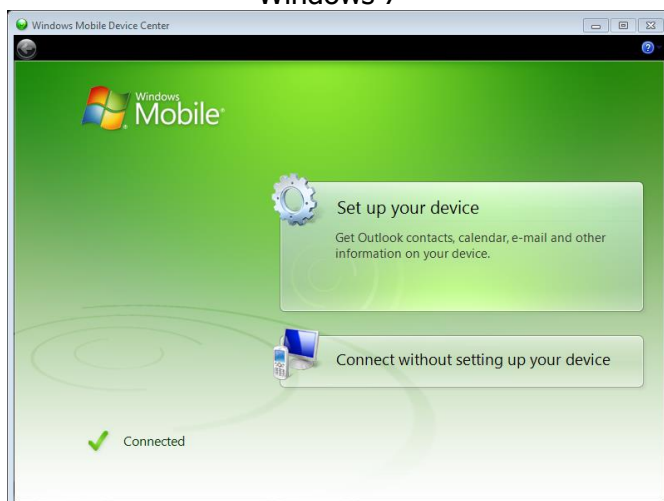 Windows 7
Windows Mobile Device Center
Windows
Mobile
Set up your device
Get Outlook contacts, calendar, e-mail and other
information on your device.
Connect without setting up your device
Connected